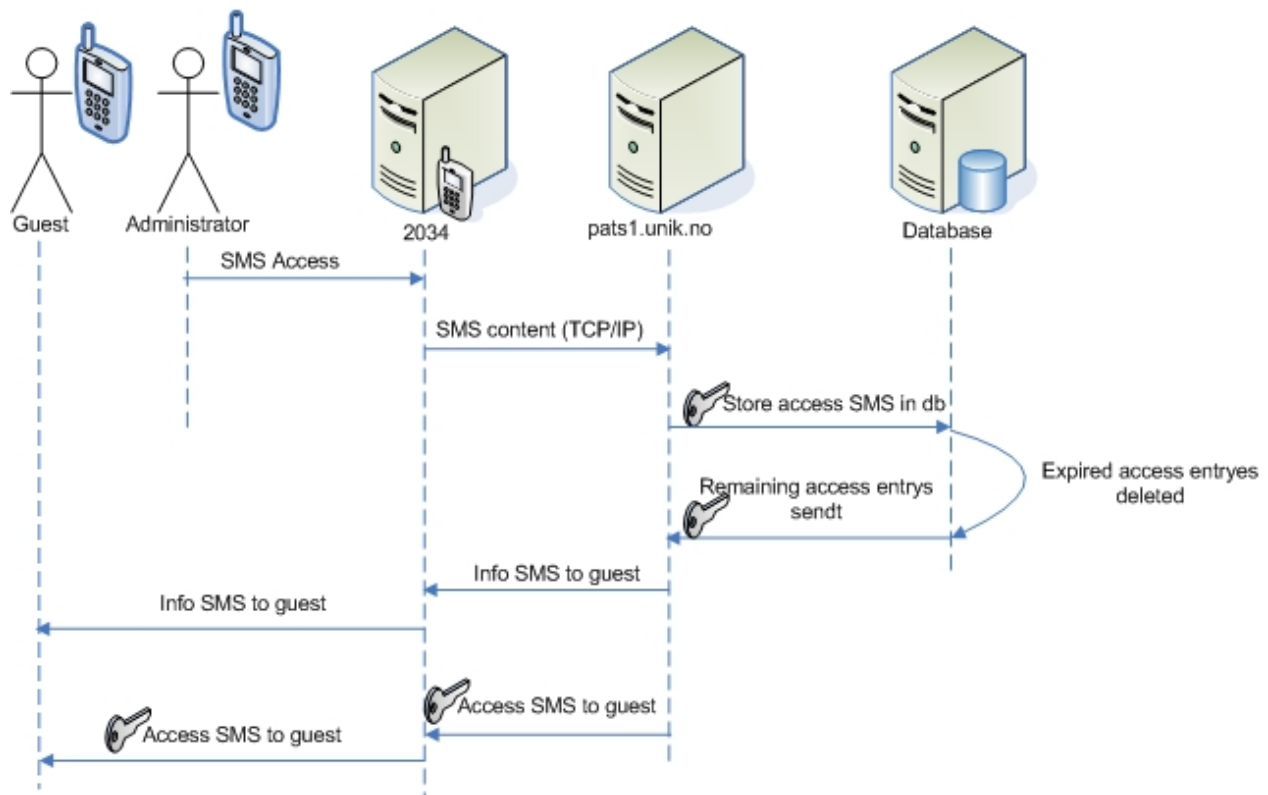 Guest
Administrator
2034
pats1.unik.no
Database
SMS Access
SMS content (TCP/IP)
Store access SMS in db
Expired access entryes
deleted
Remaining access entrys
sendt
Info SMS to guest
Info SMS to guest
Access SMS to guest
Access SMS to guest